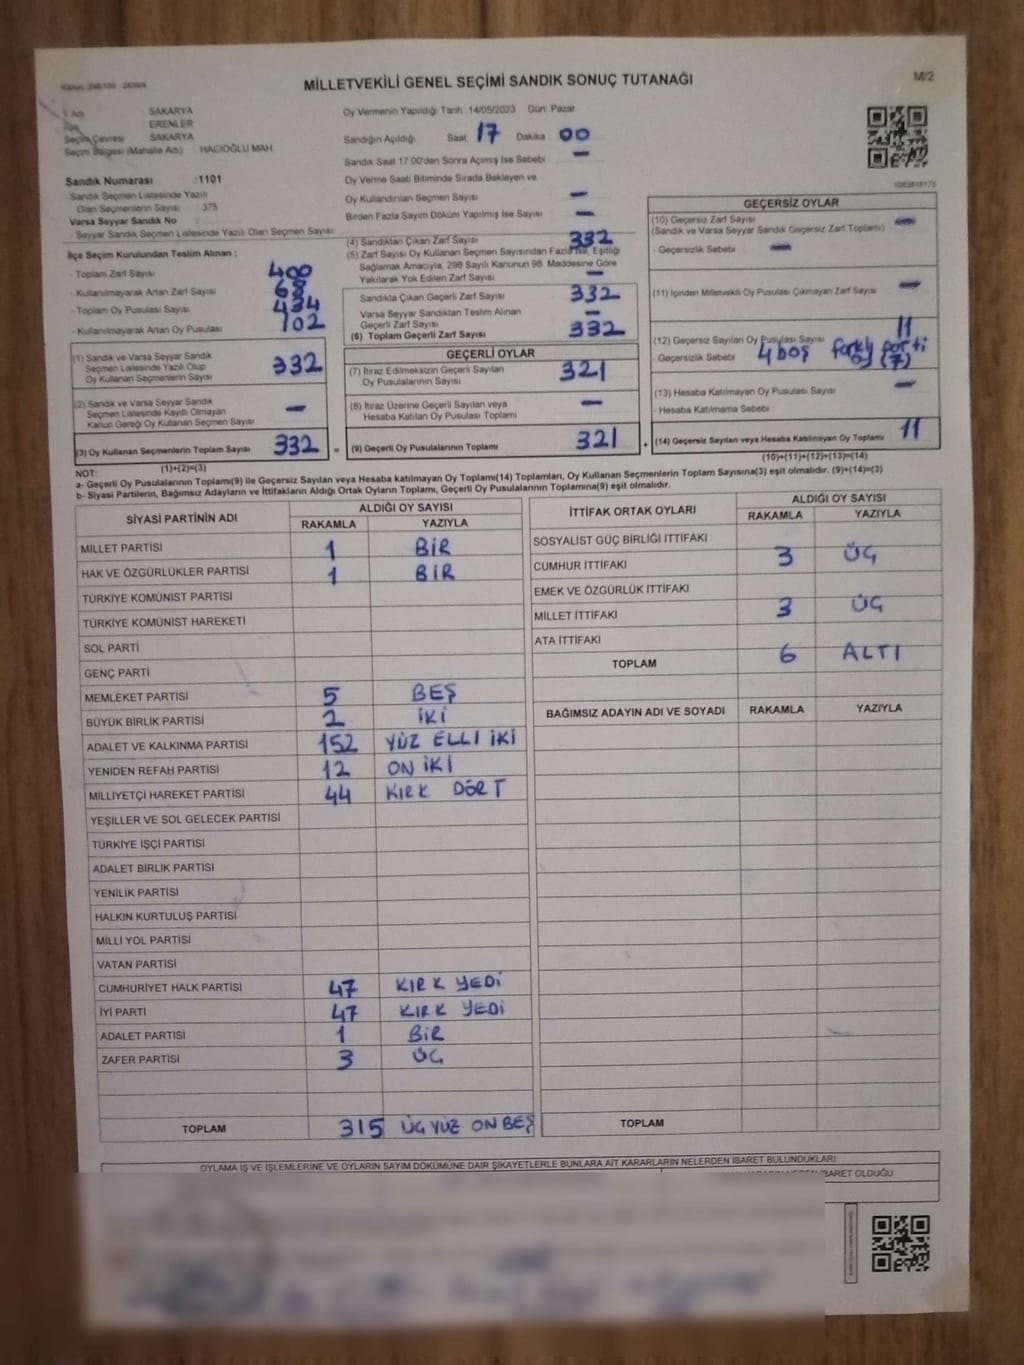 MİLLETVEKİLİ GENEL SEÇİMİ SANDIK SONUÇ TUTANAĞI
M/2
İl Adı SAKARYA
İlçe ERENLER
Seçim Çevresi SAKARYA
Seçim Bölgesi (Mahalle Adı) HACIOĞLU MAH
Sandık Numarası :1101
Sandık Seçmen Listesinde Yazılı
Olan Seçmenlerin Sayısı 375
Varsa Seyyar Sandık No :
- Seyyar Sandık Seçmen Listesinde Yazılı Olan Seçmen Sayısı
Oy Vermenin Yapıldığı Tarih 14/05/2023 Gün: Pazar
Sandığın Açıldığı Saat 17 Dakika 00
Sandık Saat 17:00'den Sonra Açımış İse Sebebi –
Oy Verme Saati Bitiminde Sırada Bekleyen ve
Oy Kullandırılan Seçmen Sayısı –
Birden Fazla Sayım Döküm Yapılmış İse Sayısı –
İlçe Seçim Kurulundan Teslim Alınan ;
- Toplam Zarf Sayısı 400
- Kullanılmayarak Artan Zarf Sayısı 68
- Toplam Oy Pusulası Sayısı 434
- Kullanılmayarak Artan Oy Pusulası 102
(4) Sandıktan Çıkan Zarf Sayısı 332
(5) Zarf Sayısı Oy Kullanan Seçmen Sayısından Fazla ise, Eşitliği
Sağlamak Amacıyla, 298 Sayılı Kanunun 98. Maddesine Göre
Yakılarak Yok Edilen Zarf Sayısı –
Sandıkta Çıkan Geçerli Zarf Sayısı 332
Varsa Seyyar Sandıktan Teslim Alınan
Geçerli Zarf Sayısı –
(6) Toplam Geçerli Zarf Sayısı 332
GEÇERSİZ OYLAR
(10) Geçersiz Zarf Sayısı –
(Sandık ve Varsa Seyyar Sandık Geçersiz Zarf Toplamı)
- Geçersizlik Sebebi –
(11) İçinden Milletvekili Oy Pusulası Çıkmayan Zarf Sayısı –
(12) Geçersiz Sayılan Oy Pusulası Sayısı 11
- Geçersizlik Sebebi 4 boş farklı parti (7)
(13) Hesaba Katılmayan Oy Pusulası Sayısı –
- Hesaba Katılmama Sebebi
(14) Geçersiz Sayılan veya Hesaba Katılmayan Oy Toplamı 11
(10)+(11)+(12)+(13)=(14)
(1) Sandık ve Varsa Seyyar Sandık
Seçmen Listesinde Yazılı Olup
Oy Kullanan Seçmenlerin Sayısı 332
(2) Sandık ve Varsa Seyyar Sandık
Seçmen Listesinde Kayıtlı Olmayan
Kanun Gereği Oy Kullanan Seçmen Sayısı –
(3) Oy Kullanan Seçmenlerin Toplam Sayısı 332
(1)+(2)=(3)
GEÇERLİ OYLAR
(7) İtiraz Edilmeksizin Geçerli Sayılan
Oy Pusulalarının Sayısı 321
(8) İtiraz Üzerine Geçerli Sayılan veya
Hesaba Katılan Oy Pusulası Toplamı –
(9) Geçerli Oy Pusulalarının Toplamı 321
NOT:
a- Geçerli Oy Pusulalarının Toplamı(9) ile Geçersiz Sayılan veya Hesaba katılmayan Oy Toplamı(14) Toplamları, Oy Kullanan Seçmenlerin Toplam Sayısına(3) eşit olmalıdır. (9)+(14)=(3)
b- Siyasi Partilerin, Bağımsız Adayların ve İttifakların Aldığı Ortak Oyların Toplamı, Geçerli Oy Pusulalarının Toplamına(9) eşit olmalıdır.
SİYASİ PARTİNİN ADI ALDIĞI OY SAYISI
RAKAMLA YAZIYLA
MİLLET PARTİSİ 1 BİR
HAK VE ÖZGÜRLÜKLER PARTİSİ 1 BİR
TÜRKİYE KOMÜNİST PARTİSİ
TÜRKİYE KOMÜNİST HAREKETİ
SOL PARTİ
GENÇ PARTİ
MEMLEKET PARTİSİ 5 BEŞ
BÜYÜK BİRLİK PARTİSİ 2 İKİ
ADALET VE KALKINMA PARTİSİ 152 YÜZ ELLİ İKİ
YENİDEN REFAH PARTİSİ 12 ON İKİ
MİLLİYETÇİ HAREKET PARTİSİ 44 KIRK DÖRT
YEŞİLLER VE SOL GELECEK PARTİSİ
TÜRKİYE İŞÇİ PARTİSİ
ADALET BİRLİK PARTİSİ
YENİLİK PARTİSİ
HALKIN KURTULUŞ PARTİSİ
MİLLİ YOL PARTİSİ
VATAN PARTİSİ
CUMHURİYET HALK PARTİSİ 47 KIRK YEDİ
İYİ PARTİ 47 KIRK YEDİ
ADALET PARTİSİ 1 BİR
ZAFER PARTİSİ 3 ÜÇ
TOPLAM 315 ÜÇ YÜZ ON BEŞ
İTTİFAK ORTAK OYLARI ALDIĞI OY SAYISI
RAKAMLA YAZIYLA
SOSYALİST GÜÇ BİRLİĞİ İTTİFAKI
CUMHUR İTTİFAKI 3 ÜÇ
EMEK VE ÖZGÜRLÜK İTTİFAKI
MİLLET İTTİFAKI 3 ÜÇ
ATA İTTİFAKI
TOPLAM 6 ALTI
BAĞIMSIZ ADAYIN ADI VE SOYADI RAKAMLA YAZIYLA
TOPLAM
OYLAMA İŞ VE İŞLEMLERİNE VE OYLARIN SAYIM DÖKÜMÜNE DAİR ŞİKAYETLERLE BUNLARA AİT KARARLARIN NELERDEN İBARET BULUNDUKLARI
İBARET OLDUĞU